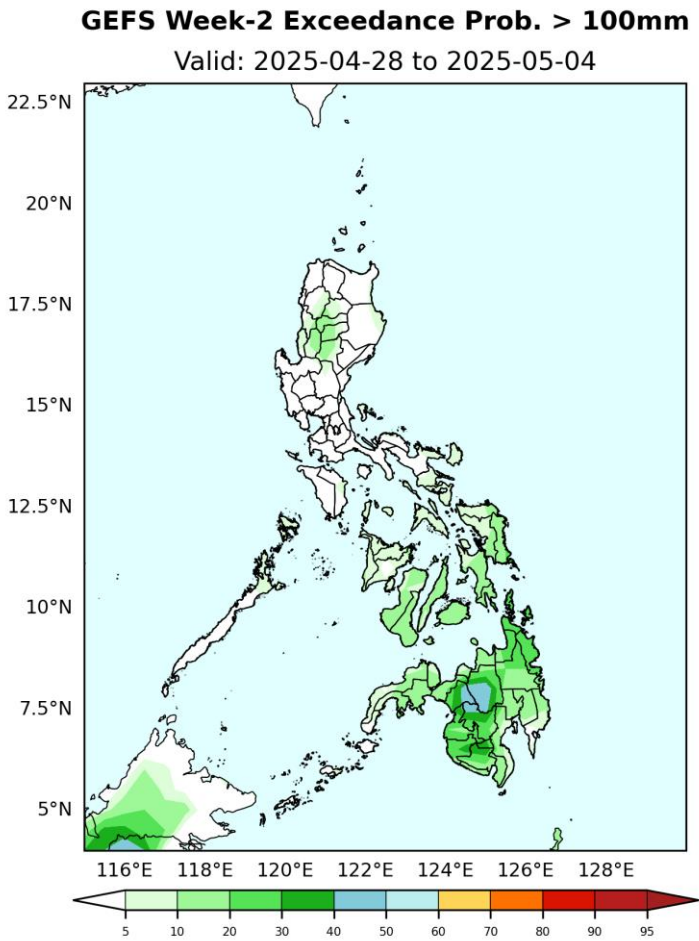 GEFS Week-2 Exceedance Prob. > 100mm
Valid: 2025-04-28 to 2025-05-04
22.5°N
20°N
17.5°N
15°N
12.5°N
10°N
7.5°N
5°N
116°E 118°E 120°E 122°E 124°E 126°E 128°E
5 10 20 30 40 50 60 70 80 90 95